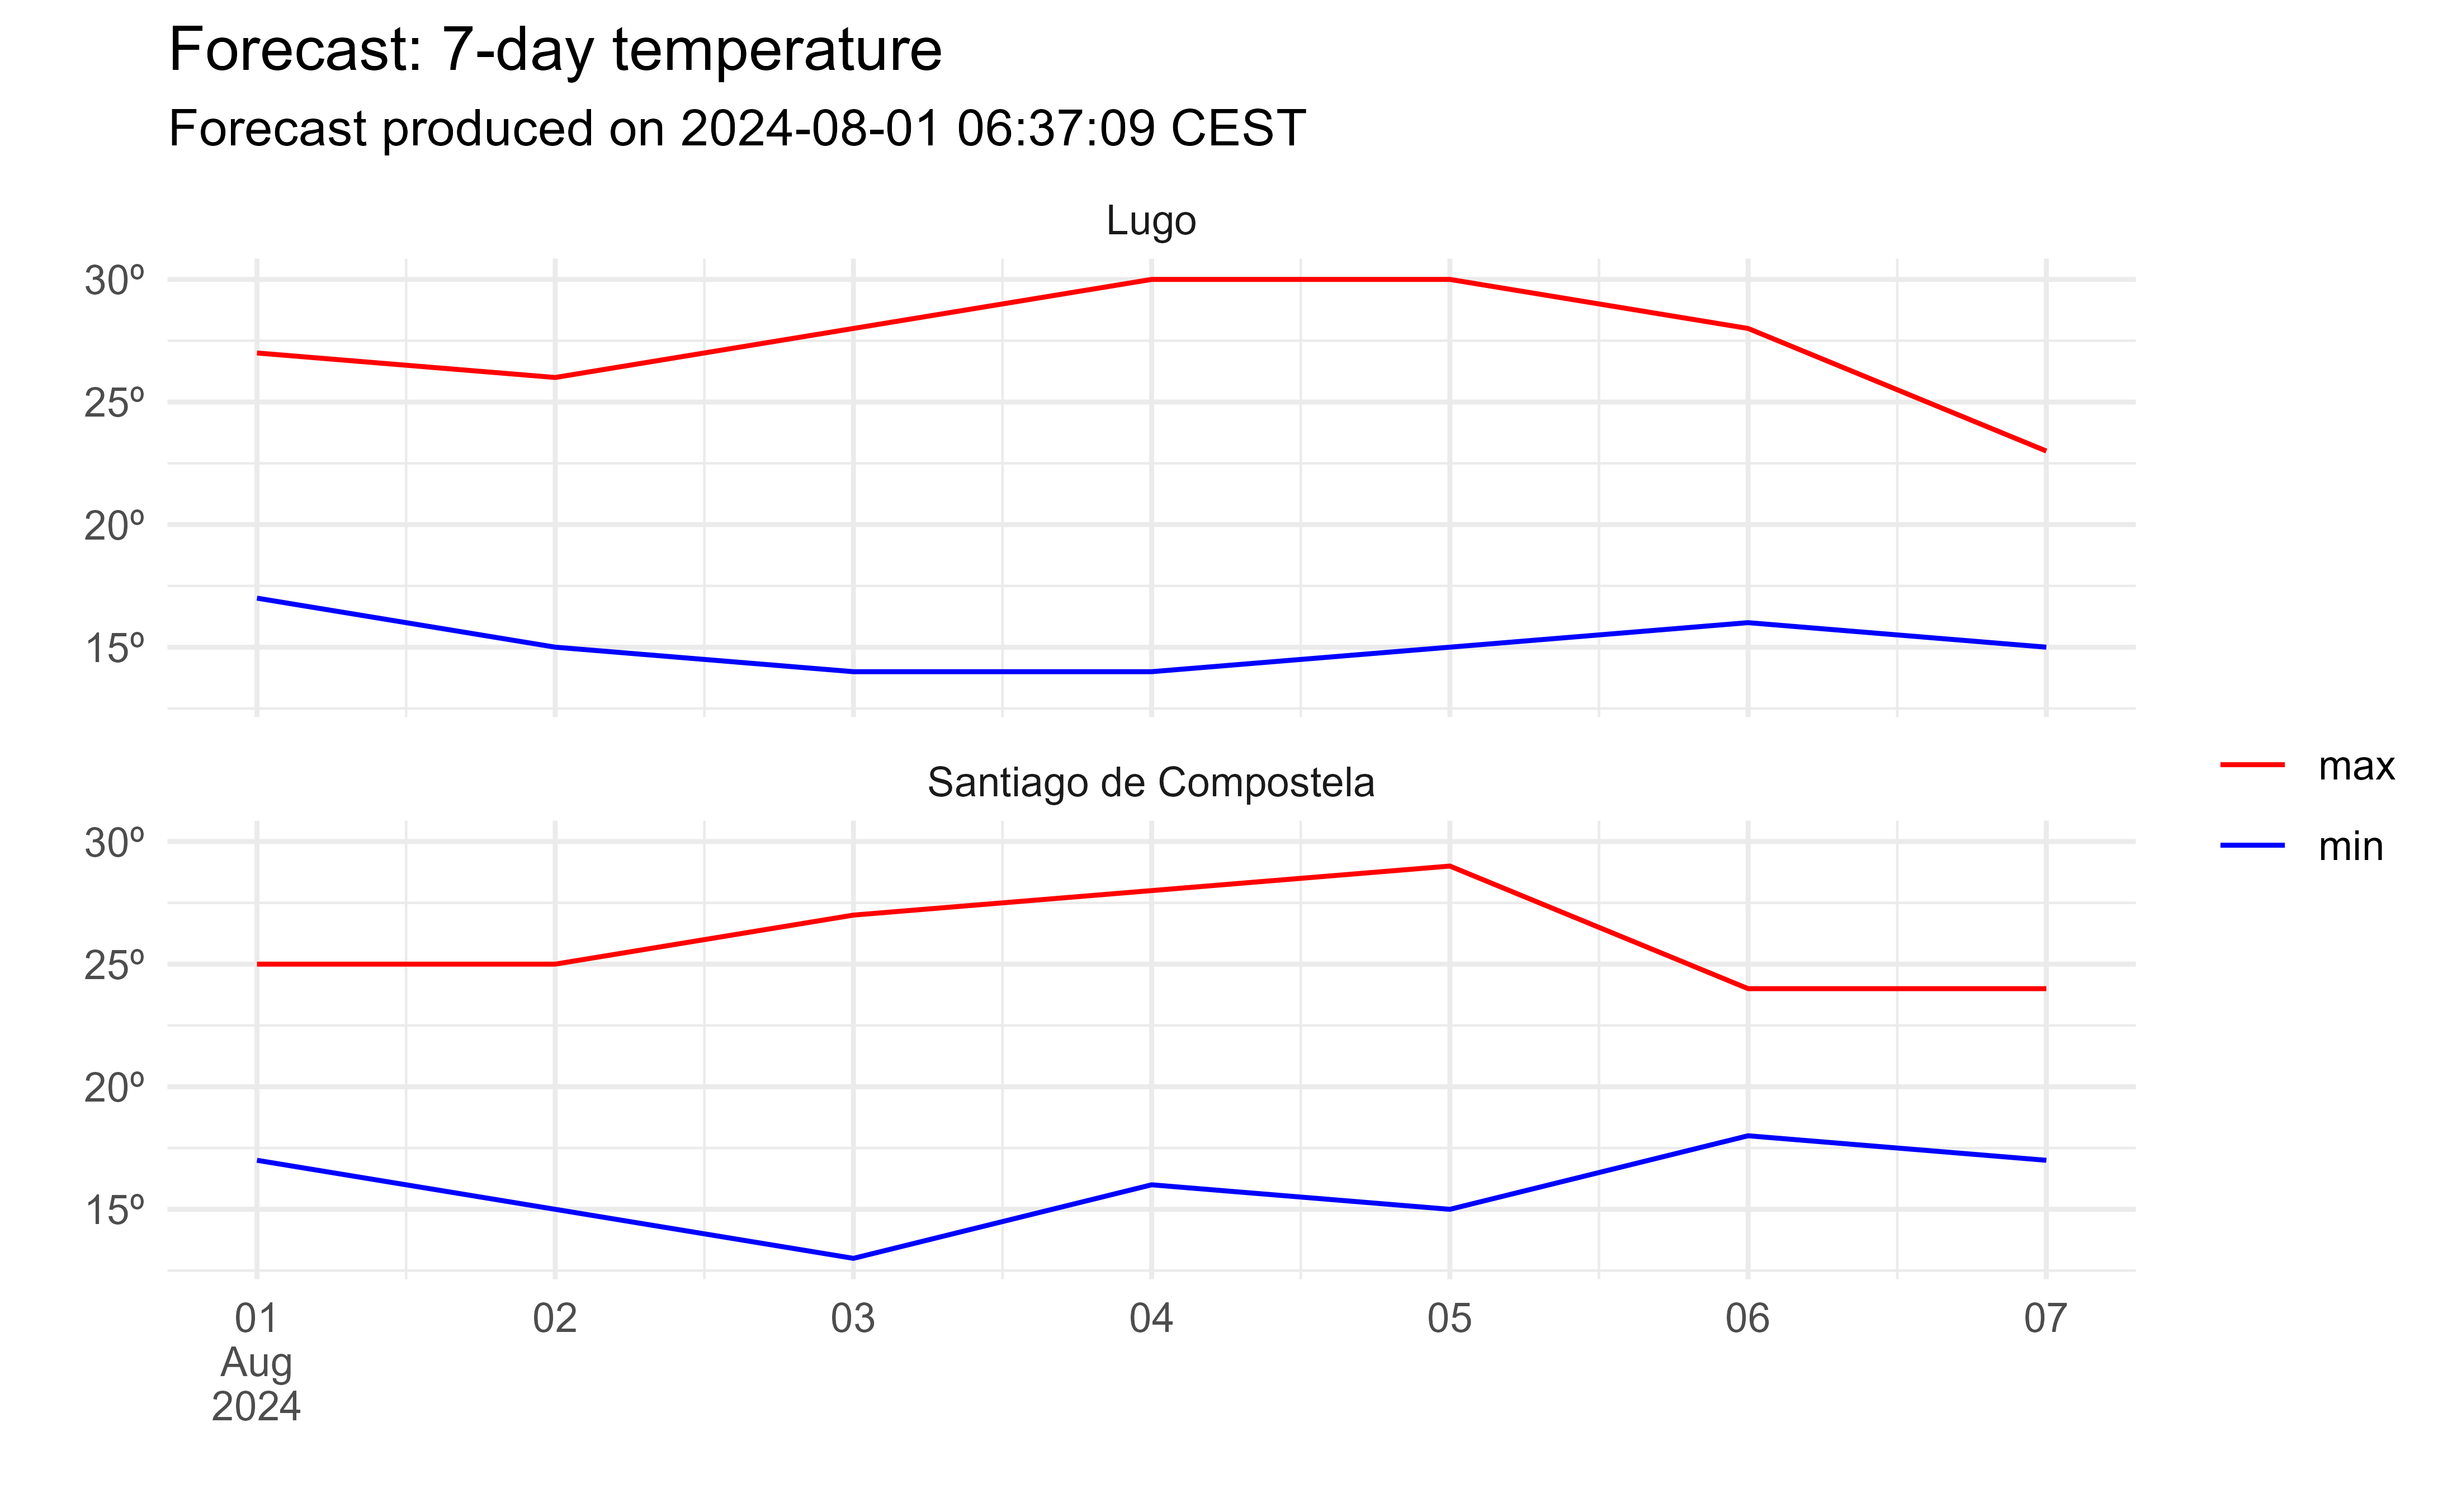 Forecast: 7-day temperature
Forecast produced on 2024-08-01 06:37:09 CEST
Lugo
30º
25º
20º
15º
Santiago de Compostela
30º
25º
20º
15º
01 02 03 04 05 06 07
Aug
2024
max
min